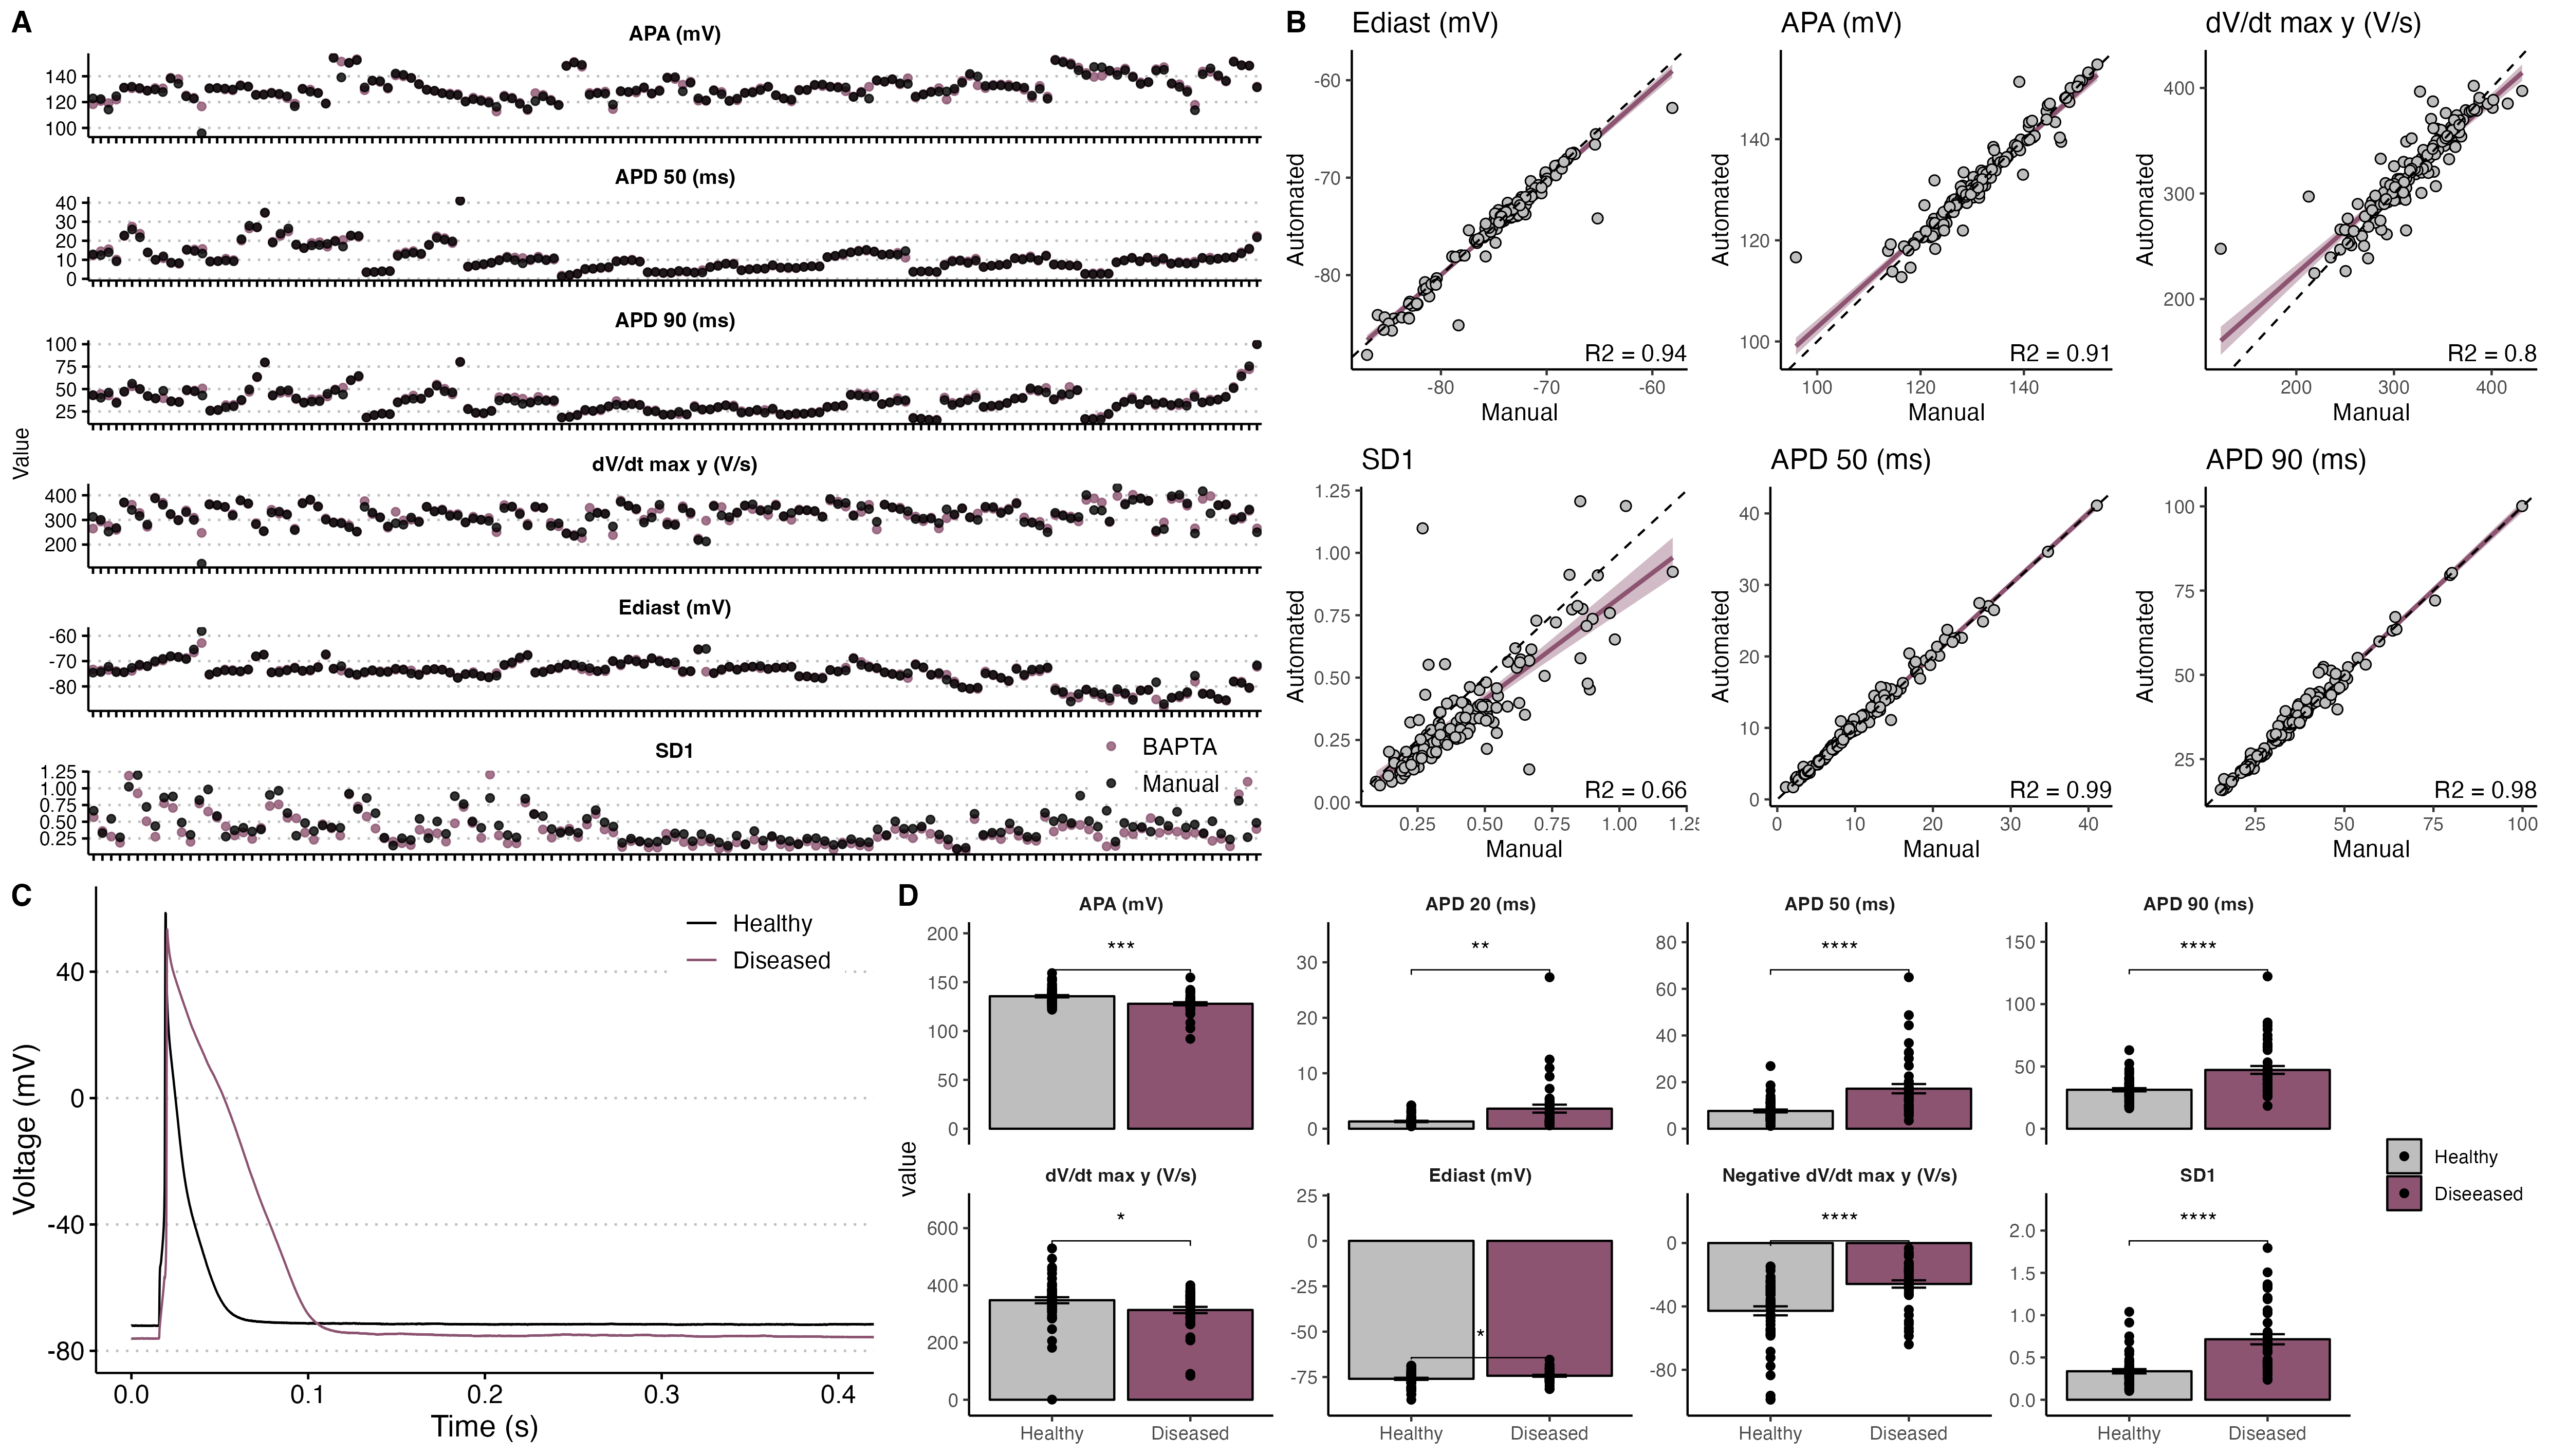 A
Value
APA (mV)
140
120
100
APD 50 (ms)
40
30
20
10
0
APD 90 (ms)
100
75
50
25
dV/dt max y (V/s)
400
300
200
Ediast (mV)
-60
-70
-80
SD1
1.25
1.00
0.75
0.50
0.25
BAPTA
Manual
B
Ediast (mV)
Automated
-60
-70
-80
R2 = 0.94
-80 -70 -60
Manual
APA (mV)
Automated
140
120
100
R2 = 0.91
100 120 140
Manual
dV/dt max y (V/s)
Automated
400
300
200
R2 = 0.8
200 300 400
Manual
SD1
Automated
1.25
1.00
0.75
0.50
0.25
0.00
R2 = 0.66
0.25 0.50 0.75 1.00 1.25
Manual
APD 50 (ms)
Automated
40
30
20
10
0
R2 = 0.99
0 10 20 30 40
Manual
APD 90 (ms)
Automated
100
75
50
25
R2 = 0.98
25 50 75 100
Manual
C
Voltage (mV)
40
0
-40
-80
Healthy
Diseased
0.0 0.1 0.2 0.3 0.4
Time (s)
D
value
APA (mV)
200
150
100
50
0
***
APD 20 (ms)
30
20
10
0
**
APD 50 (ms)
80
60
40
20
0
****
APD 90 (ms)
150
100
50
0
****
dV/dt max y (V/s)
600
400
200
0
*
Healthy Diseased
Ediast (mV)
25
0
-25
-50
-75
*
Healthy Diseased
Negative dV/dt max y (V/s)
0
-40
-80
****
Healthy Diseased
SD1
2.0
1.5
1.0
0.5
0.0
****
Healthy Diseased
Healthy
Diseeased